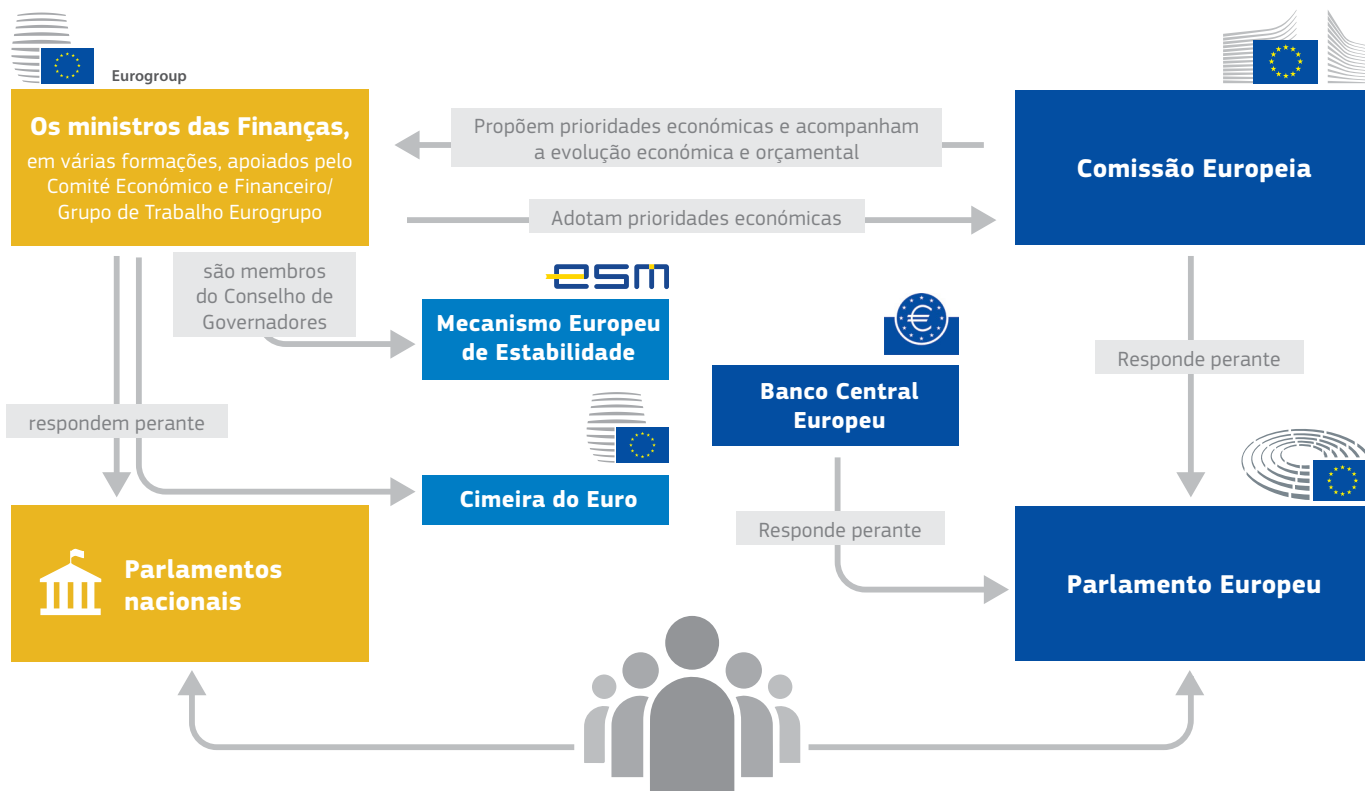 Eurogroup
Os ministros das Finanças,
em várias formações, apoiados pelo
Comité Económico e Financeiro/
Grupo de Trabalho Eurogrupo
Propõem prioridades económicas e acompanham
a evolução económica e orçamental
Comissão Europeia
Adotam prioridades económicas
são membros
do Conselho de
Governadores
esm
Mecanismo Europeu
de Estabilidade
€
Banco Central
Europeu
Responde perante
respondem perante
Cimeira do Euro
Responde perante
Parlamentos
nacionais
Parlamento Europeu